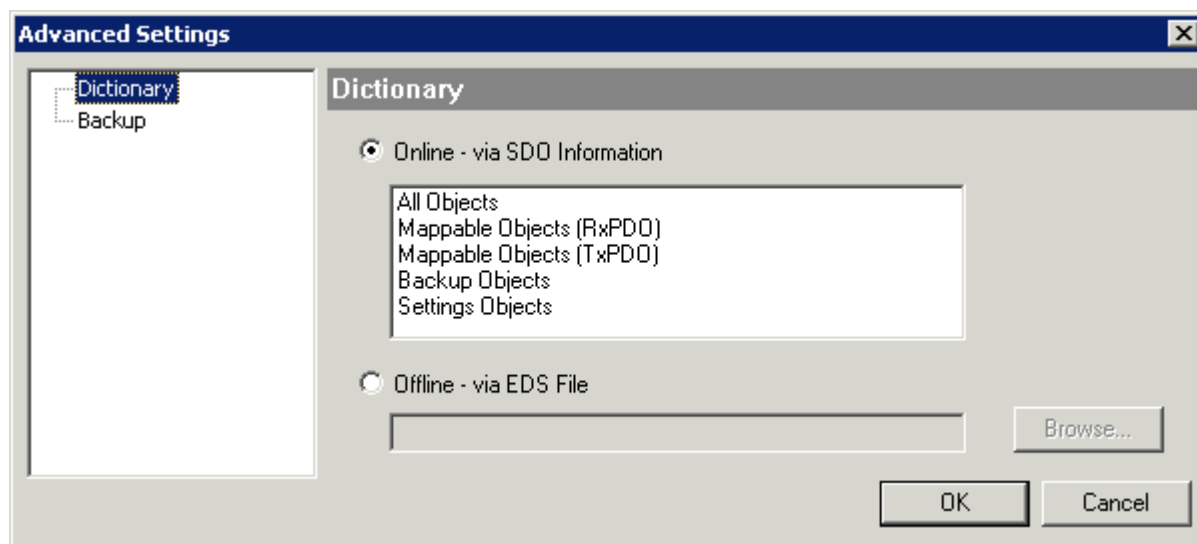 Advanced Settings
Dictionary
Backup
Dictionary
Online - via SDO Information
All Objects
Mappable Objects (RxPDO)
Mappable Objects (TxPDO)
Backup Objects
Settings Objects
Offline - via EDS File
Browse...
OK
Cancel